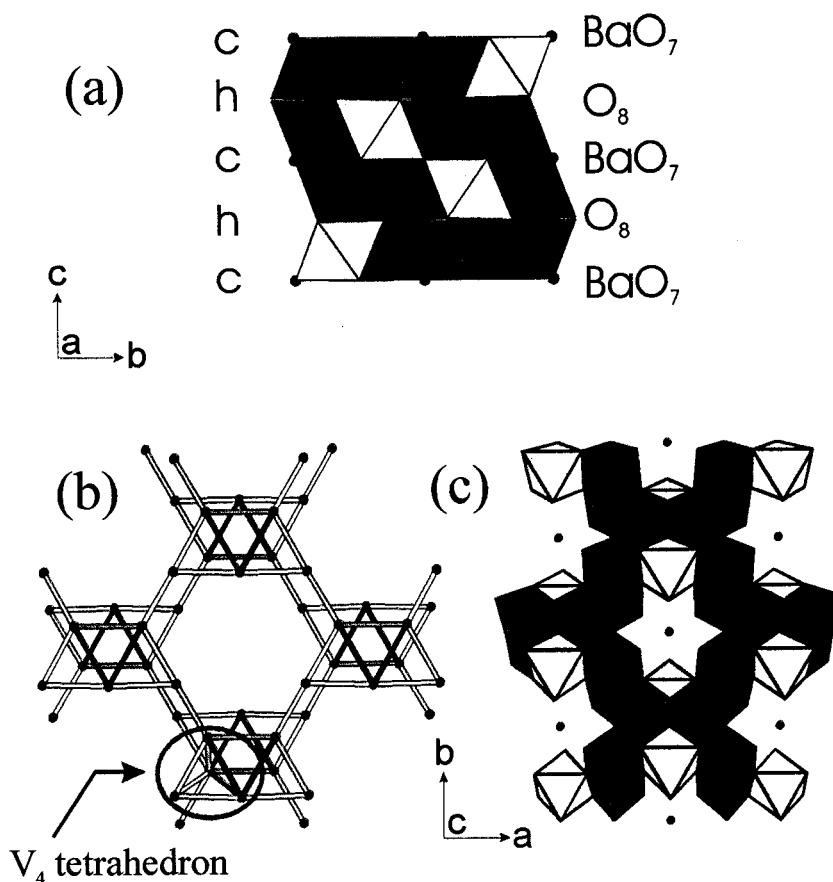 (a)
c BaO₇
h O₈
c BaO₇
h O₈
c BaO₇
c
a b
(b)
(c)
b
c a
V₄ tetrahedron